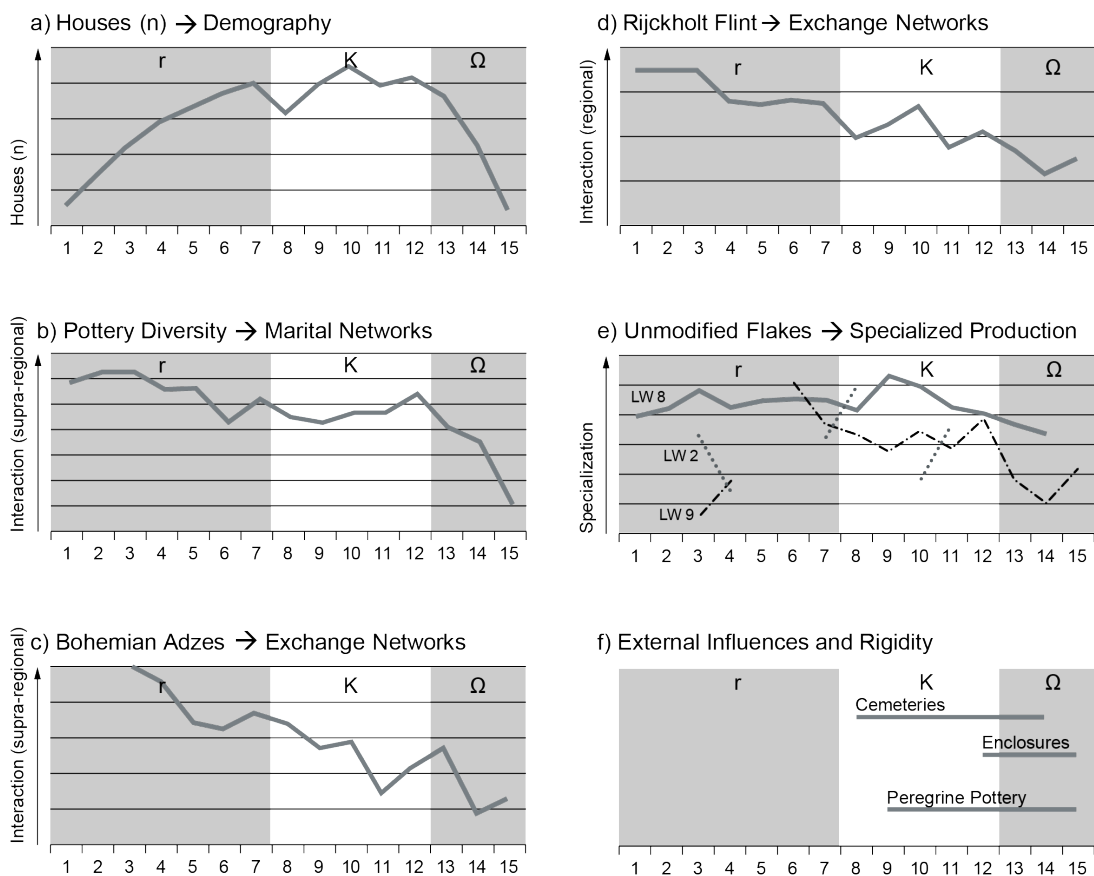 a) Houses (n) → Demography
Houses (n)
r
K
Ω
1 2 3 4 5 6 7 8 9 10 11 12 13 14 15
b) Pottery Diversity → Marital Networks
Interaction (supra-regional)
r
K
Ω
1 2 3 4 5 6 7 8 9 10 11 12 13 14 15
c) Bohemian Adzes → Exchange Networks
Interaction (supra-regional)
r
K
Ω
1 2 3 4 5 6 7 8 9 10 11 12 13 14 15
d) Rijckholt Flint → Exchange Networks
Interaction (regional)
r
K
Ω
1 2 3 4 5 6 7 8 9 10 11 12 13 14 15
e) Unmodified Flakes → Specialized Production
Specialization
r
K
Ω
LW 8
LW 2
LW 9
1 2 3 4 5 6 7 8 9 10 11 12 13 14 15
f) External Influences and Rigidity
r
K
Ω
Cemeteries
Enclosures
Peregrine Pottery
1 2 3 4 5 6 7 8 9 10 11 12 13 14 15